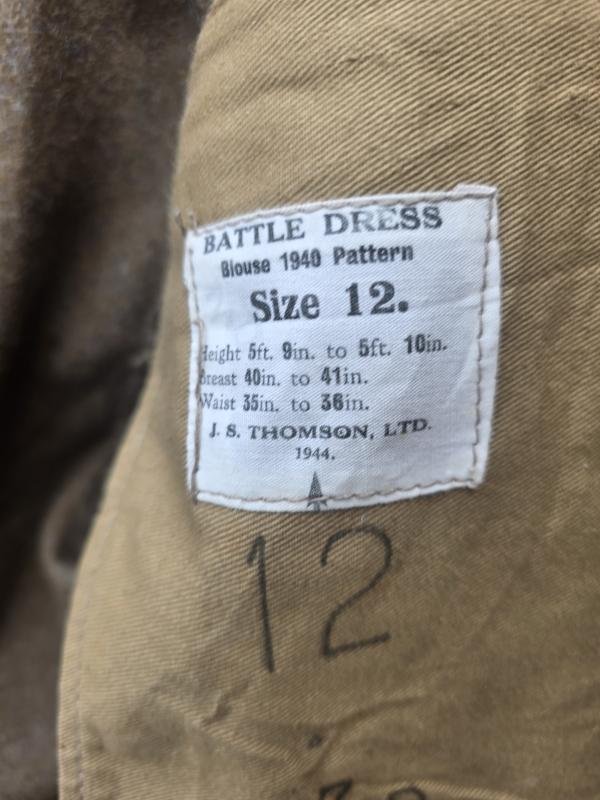 BATTLE DRESS
Blouse 1940 Pattern
Size 12.
Height 5ft. 9in. to 5ft. 10in.
Breast 40in. to 41in.
Waist 35in. to 36in.
J. S. THOMSON, LTD.
1944.
12